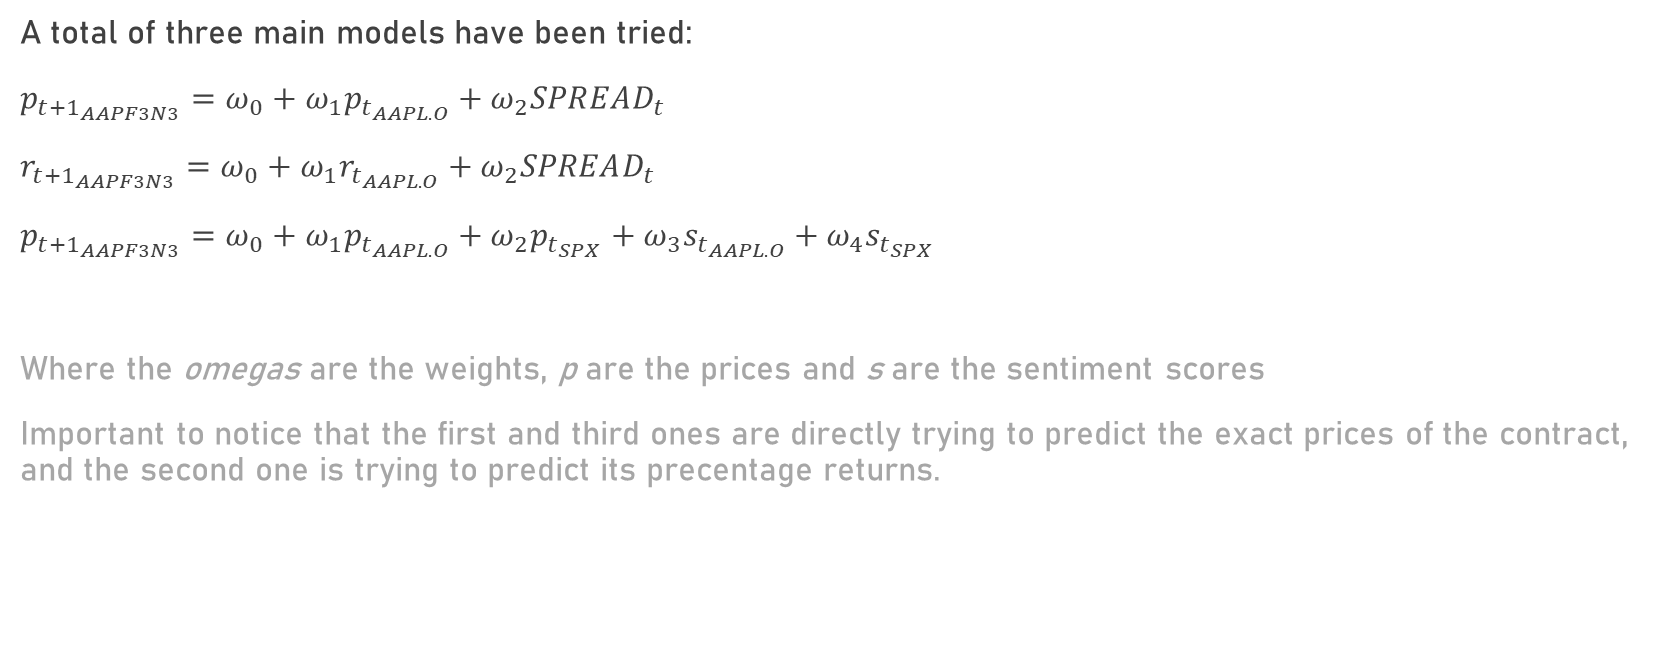 A total of three main models have been tried:
p_{t+1_{AAPF3N3}} = ω_0 + ω_1 p_{t_{AAPL.O}} + ω_2 SPREAD_t
r_{t+1_{AAPF3N3}} = ω_0 + ω_1 r_{t_{AAPL.O}} + ω_2 SPREAD_t
p_{t+1_{AAPF3N3}} = ω_0 + ω_1 p_{t_{AAPL.O}} + ω_2 p_{t_{SPX}} + ω_3 s_{t_{AAPL.O}} + ω_4 s_{t_{SPX}}
Where the omegas are the weights, p are the prices and s are the sentiment scores
Important to notice that the first and third ones are directly trying to predict the exact prices of the contract,
and the second one is trying to predict its precentage returns.